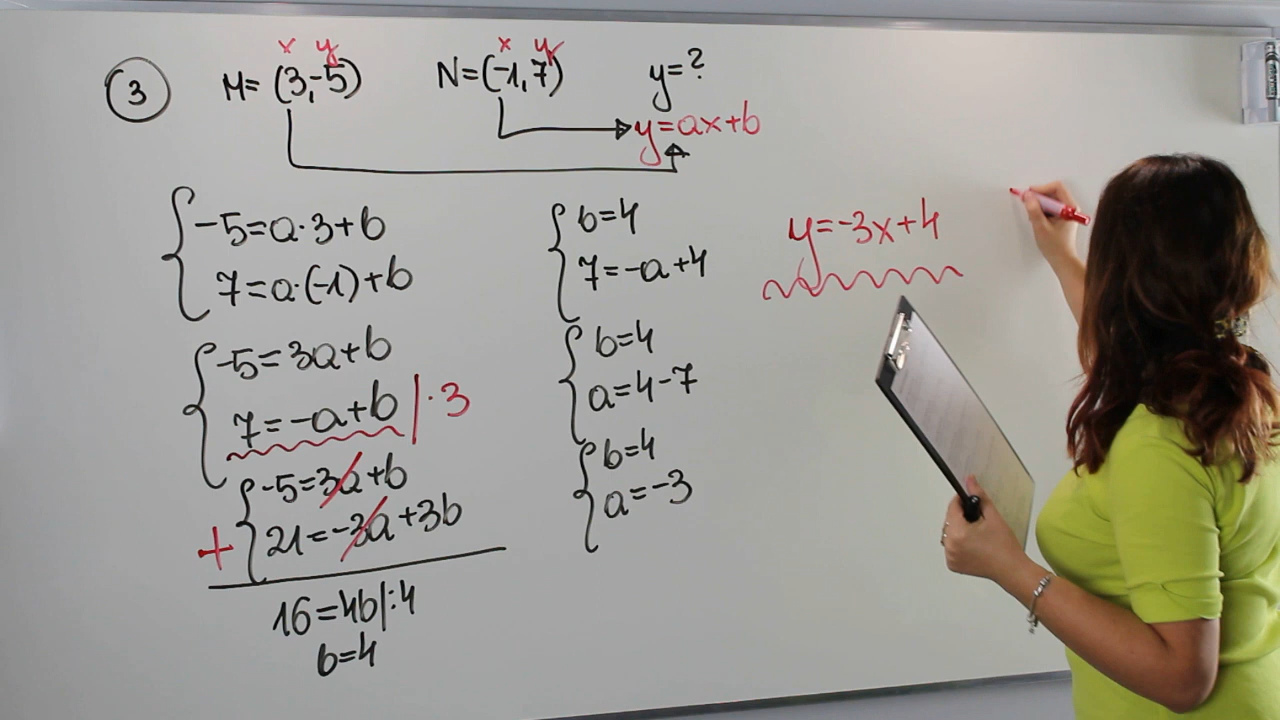 x y x y
3 M=(3,-5) N=(-1,7) y=?
y=ax+b
-5=a·3+b
7=a·(-1)+b
-5=3a+b
7=-a+b |·3
-5=3a+b
+ 21=-3a+3b
16=4b|:4
b=4
b=4
7=-a+4
b=4
a=4-7
b=4
a=-3
y=-3x+4